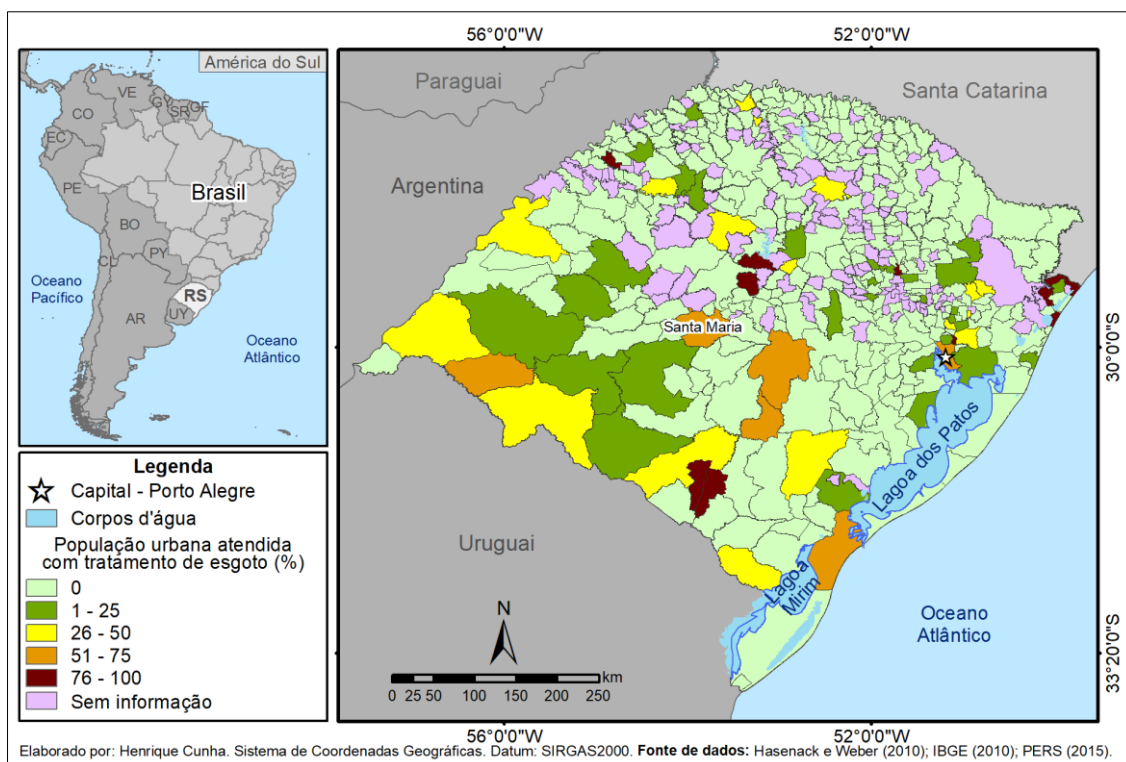 América do Sul
VE
GY
SR
GF
CO
EC
PE
Brasil
BO
PY
CL
RS
AR
UY
Oceano
Pacífico
Oceano
Atlântico
Legenda
Capital - Porto Alegre
Corpos d'água
População urbana atendida
com tratamento de esgoto (%)
0
1 - 25
26 - 50
51 - 75
76 - 100
Sem informação
56°0'0"W
52°0'0"W
Paraguai
Santa Catarina
Argentina
Santa Maria
30°0'0"S
Lagoa dos Patos
Uruguai
Lagoa
Mirim
Oceano
Atlântico
33°20'0"S
N
km
0 25 50 100 150 200 250
56°0'0"W
52°0'0"W
Elaborado por: Henrique Cunha. Sistema de Coordenadas Geográficas. Datum: SIRGAS2000. Fonte de dados: Hasenack e Weber (2010); IBGE (2010); PERS (2015).